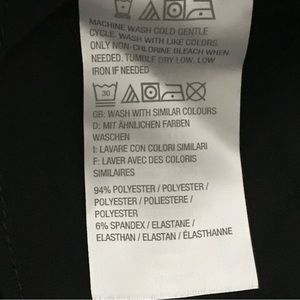 MACHINE WASH COLD GENTLE
CYCLE. WASH WITH LIKE COLORS.
ONLY NON-CHLORINE BLEACH WHEN
NEEDED. TUMBLE DRY LOW. LOW
IRON IF NEEDED
30
GB: WASH WITH SIMILAR COLOURS
D: MIT ÄHNLICHEN FARBEN
WASCHEN
I: LAVARE CON COLORI SIMILARI
F: LAVER AVEC DES COLORIS
SIMILAIRES
94% POLYESTER / POLYESTER /
POLYESTER / POLIESTERE /
POLYESTER
6% SPANDEX / ELASTANE /
ELASTHAN / ELASTAN / ÉLASTHANNE